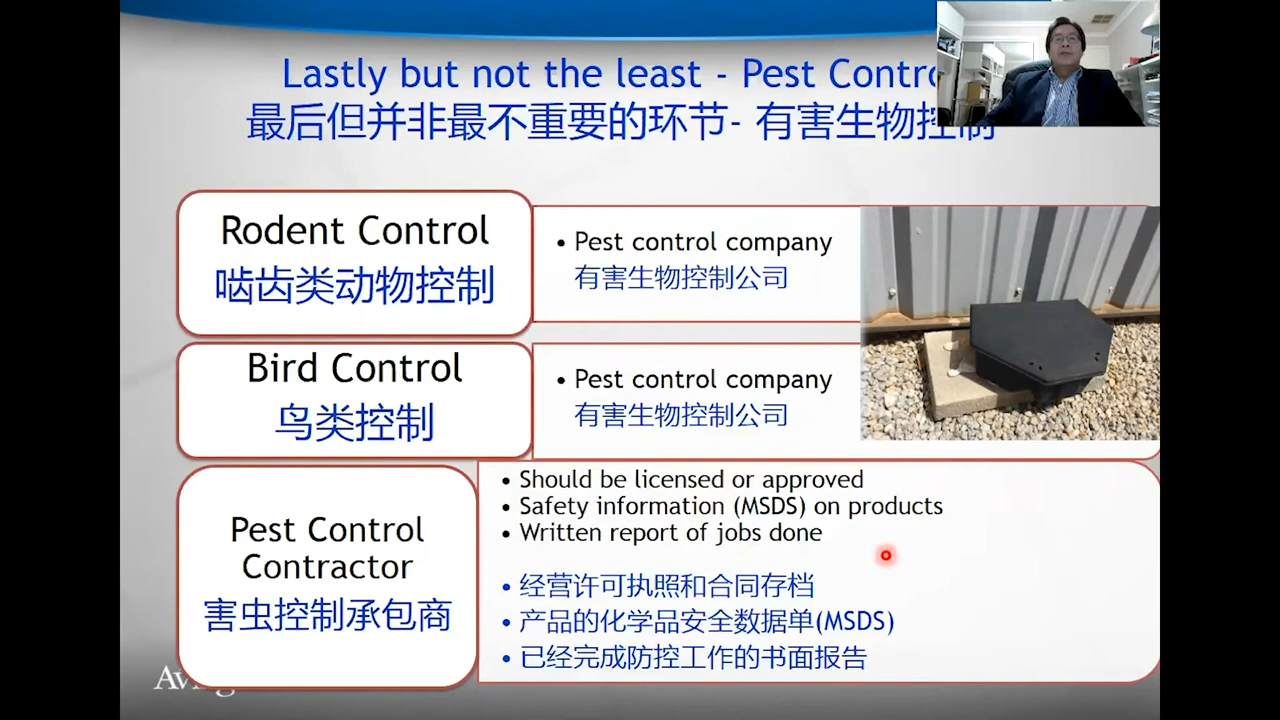 Lastly but not the least - Pest Contro
最后但并非最不重要的环节- 有害生物控制
Rodent Control
啮齿类动物控制
• Pest control company
有害生物控制公司
Bird Control
鸟类控制
• Pest control company
有害生物控制公司
Pest Control
Contractor
害虫控制承包商
• Should be licensed or approved
• Safety information (MSDS) on products
• Written report of jobs done
• 经营许可执照和合同存档
• 产品的化学品安全数据单(MSDS)
• 已经完成防控工作的书面报告